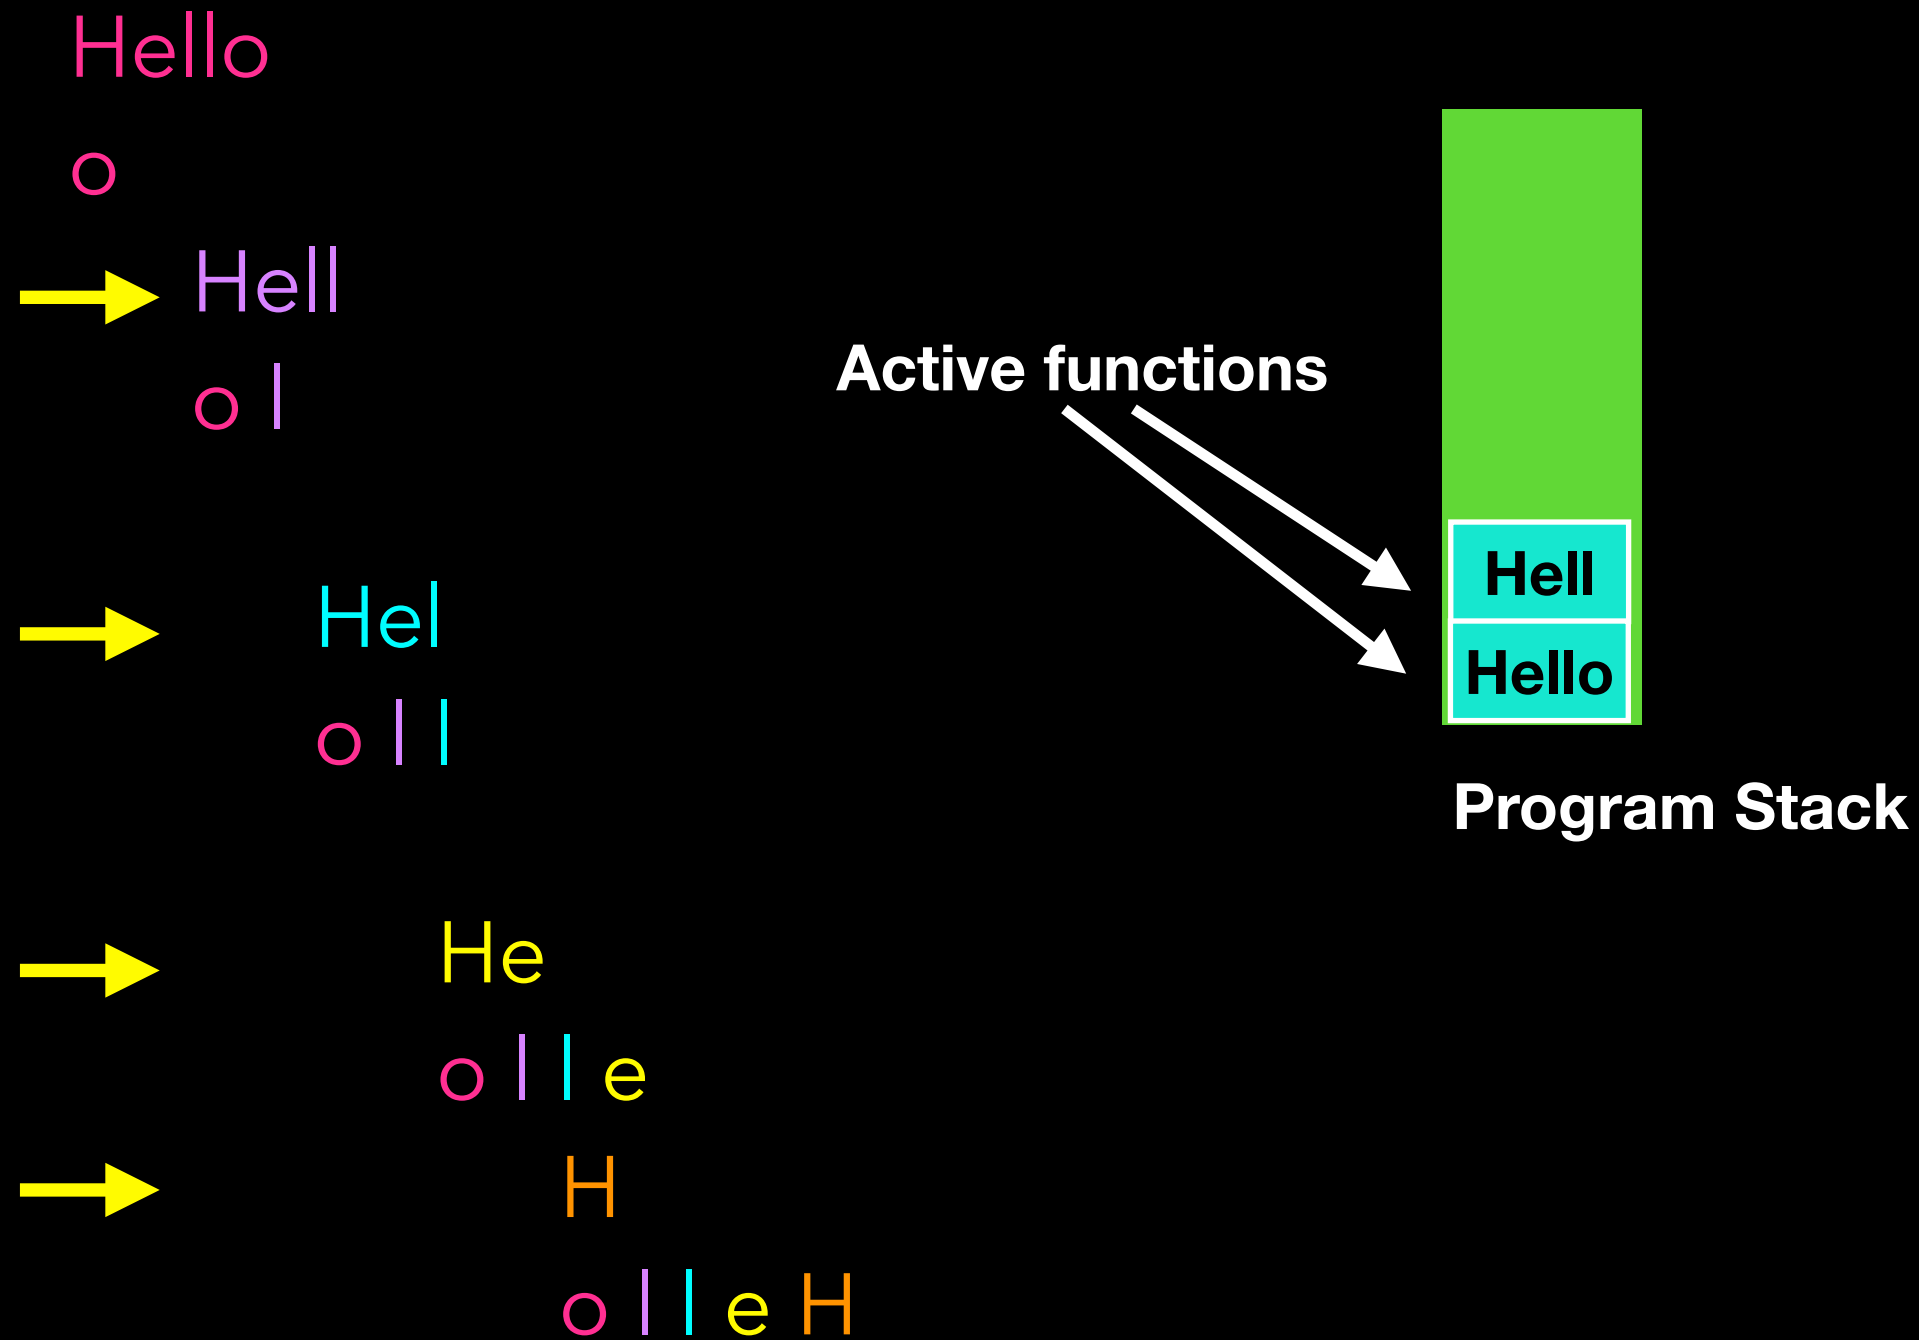 Hello
o
Hell
o l
Hel
o l l
He
o l l e
H
o l l e H
Active functions
Hell
Hello
Program Stack